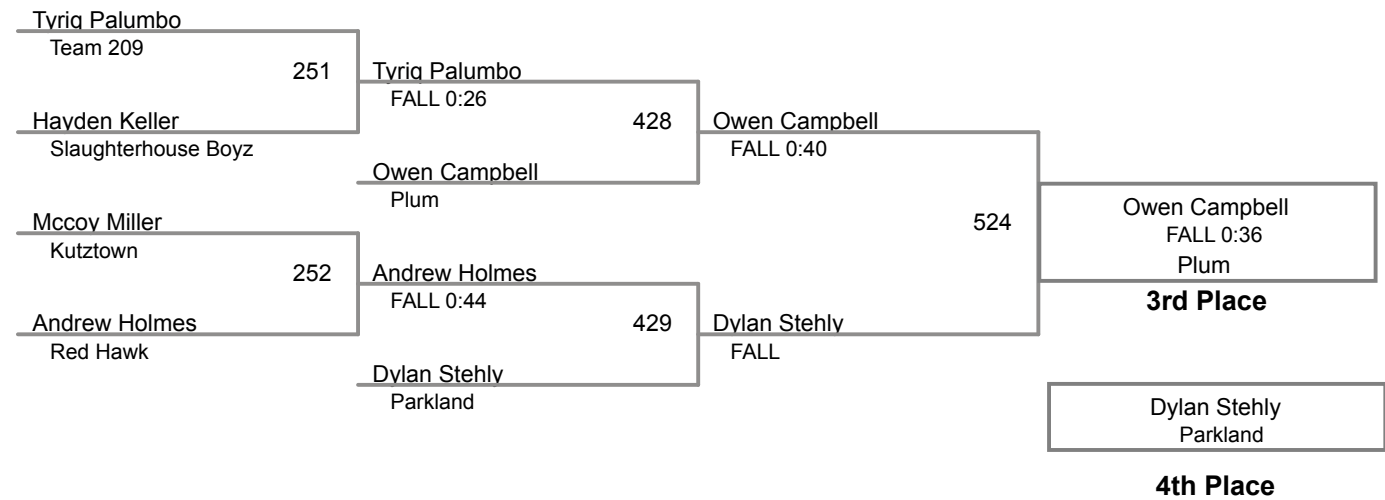 Tyriq Palumbo
Team 209
251
Tyriq Palumbo
FALL 0:26
Hayden Keller
Slaughterhouse Boyz
428
Owen Campbell
FALL 0:40
Owen Campbell
Plum
Mccoy Miller
Kutztown
524
Owen Campbell
FALL 0:36
Plum
3rd Place
252
Andrew Holmes
FALL 0:44
Andrew Holmes
Red Hawk
429
Dylan Stehly
FALL
Dylan Stehly
Parkland
Dylan Stehly
Parkland
4th Place